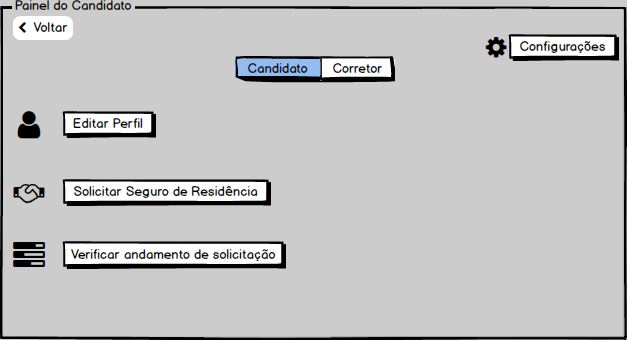 Painel do Candidato
Voltar
Configurações
Candidato Corretor
Editar Perfil
Solicitar Seguro de Residência
Verificar andamento de solicitação